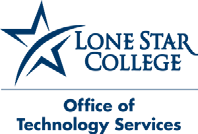 LONE STAR
COLLEGE
Office of
Technology Services